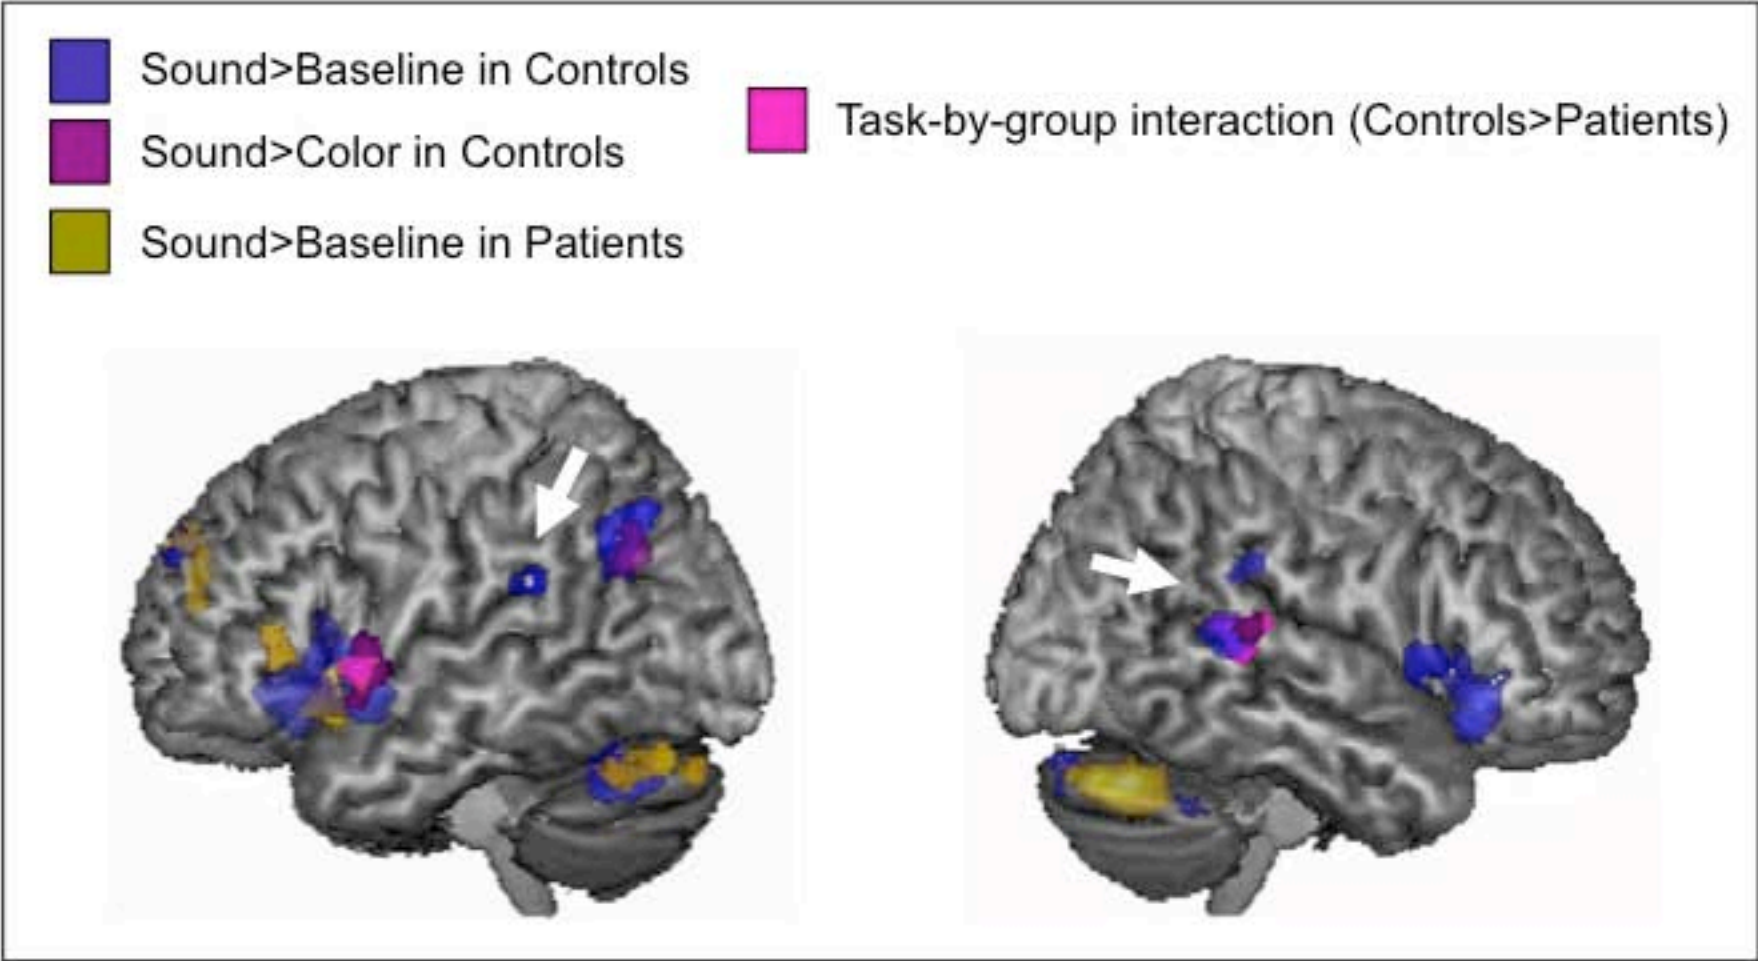 Sound>Baseline in Controls
Sound>Color in Controls
Sound>Baseline in Patients
Task-by-group interaction (Controls>Patients)